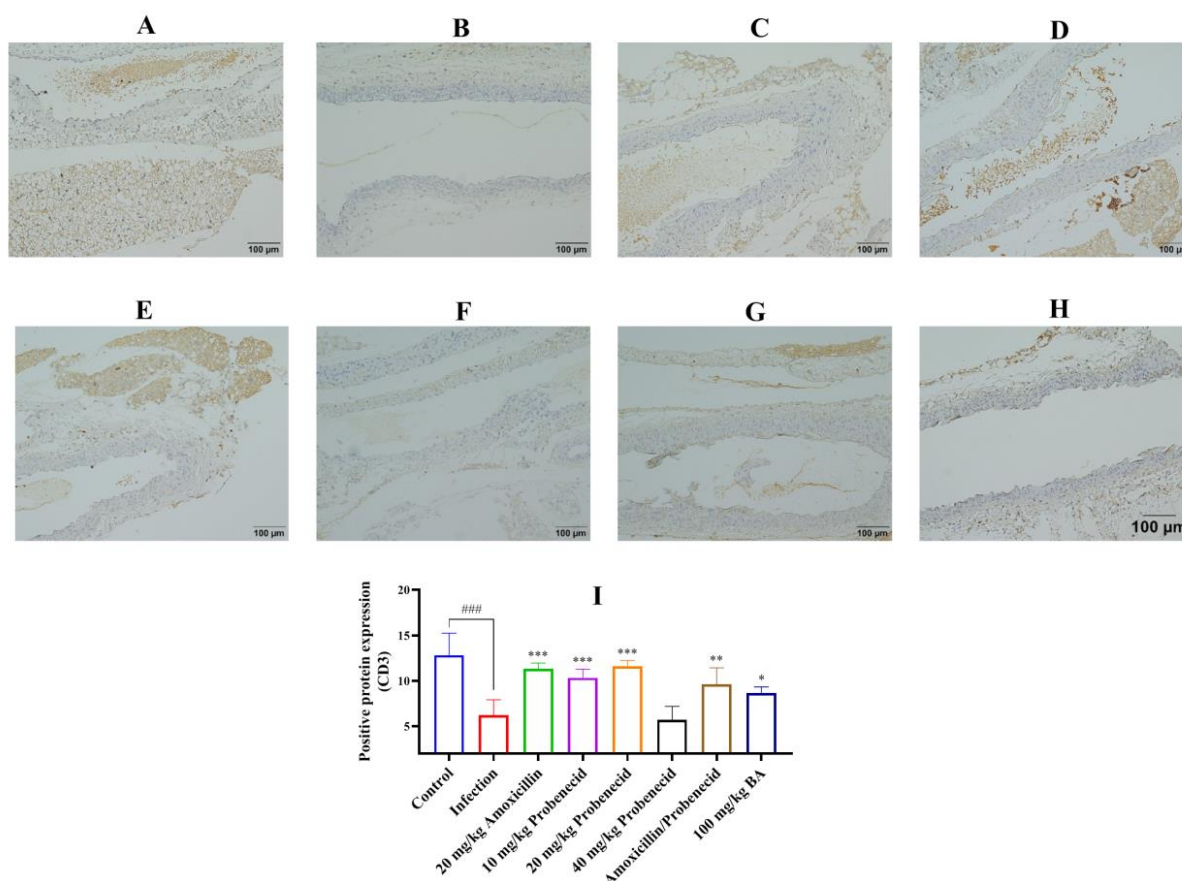 A
B
C
D
100 µm
100 µm
100 µm
100 µm
E
F
G
H
100 µm
100 µm
100 µm
100 µm
I
Positive protein expression
(CD3)
20
15
10
5
###
***
***
***
**
*
Control
Infection
20 mg/kg Amoxicillin
10 mg/kg Probenecid
20 mg/kg Probenecid
40 mg/kg Probenecid
Amoxicillin/Probenecid
100 mg/kg BA